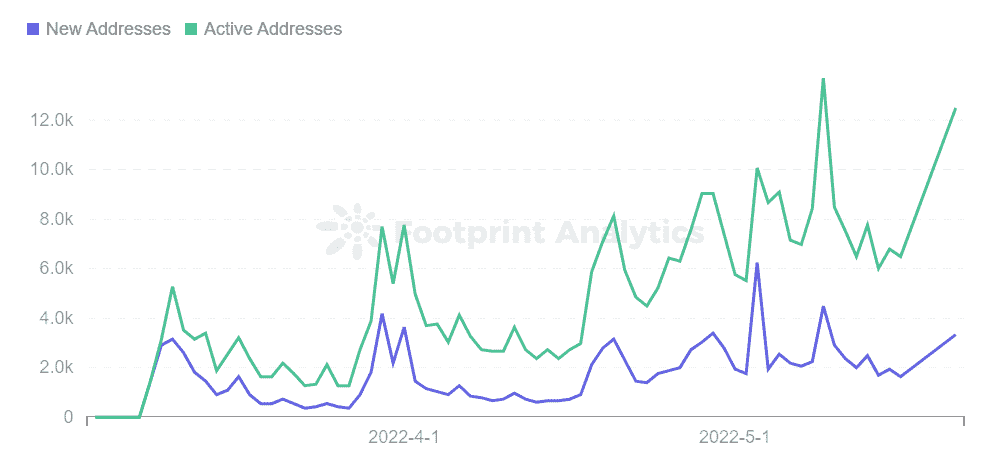 New Addresses Active Addresses
12.0k
10.0k
8.0k
Footprint Analytics
6.0k
4.0k
2.0k
0
2022-4-1 2022-5-1